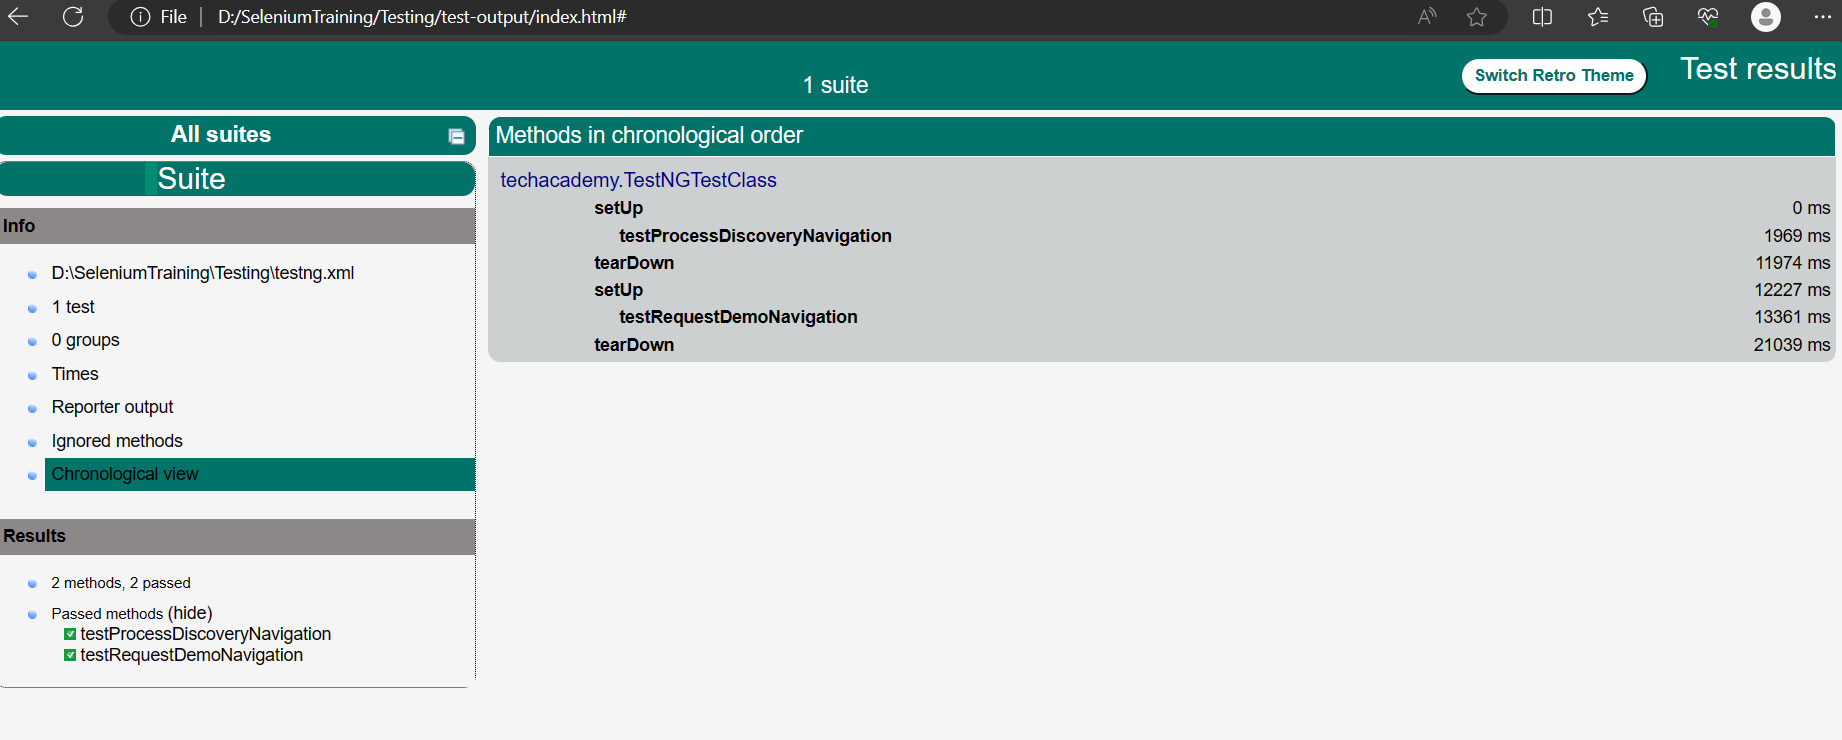 File D:/SeleniumTraining/Testing/test-output/index.html#
1 suite
Switch Retro Theme
Test results
All suites
Suite
Info
D:\SeleniumTraining\Testing\testng.xml
1 test
0 groups
Times
Reporter output
Ignored methods
Chronological view
Results
2 methods, 2 passed
Passed methods (hide)
testProcessDiscoveryNavigation
testRequestDemoNavigation
Methods in chronological order
techacademy.TestNGTestClass
setUp 0 ms
testProcessDiscoveryNavigation 1969 ms
tearDown 11974 ms
setUp 12227 ms
testRequestDemoNavigation 13361 ms
tearDown 21039 ms